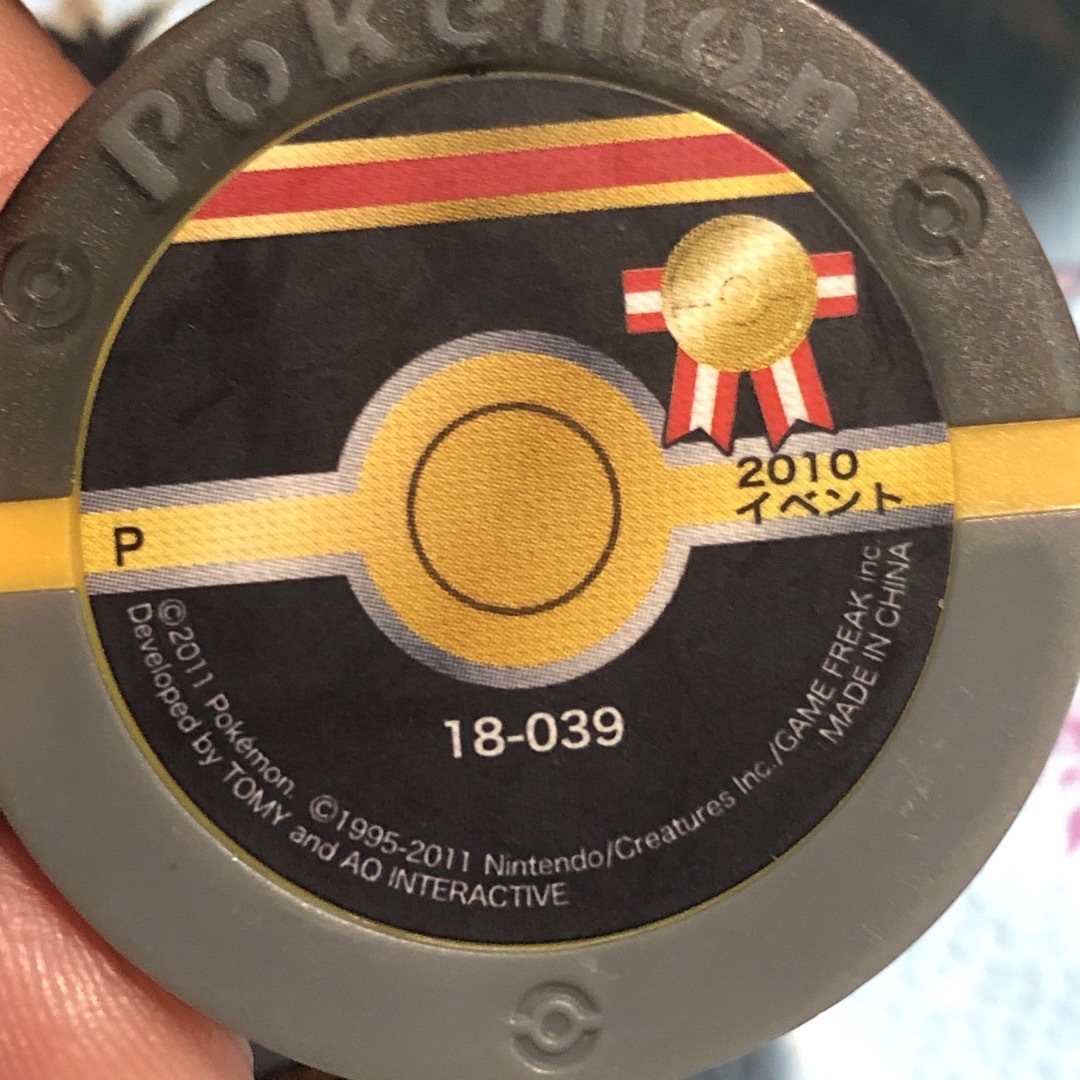 Pokémon
2010
イベント
P
18-039
©2011 Pokémon. ©1995-2011 Nintendo/Creatures Inc./GAME FREAK inc.
Developed by TOMY and AQ INTERACTIVE
MADE IN CHINA